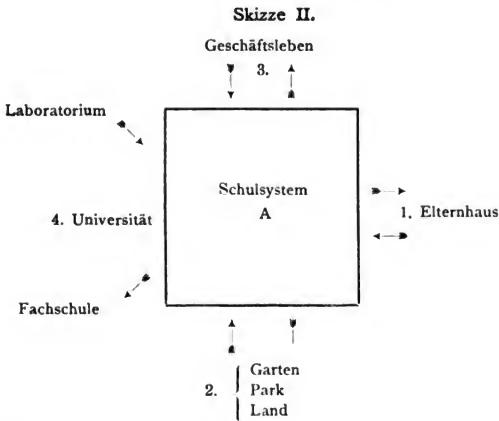 Skizze II.
Geschäftsleben
3.
Laboratorium
Schulsystem
A
4. Universität
1. Elternhaus
Fachschule
2.
Garten
Park
Land